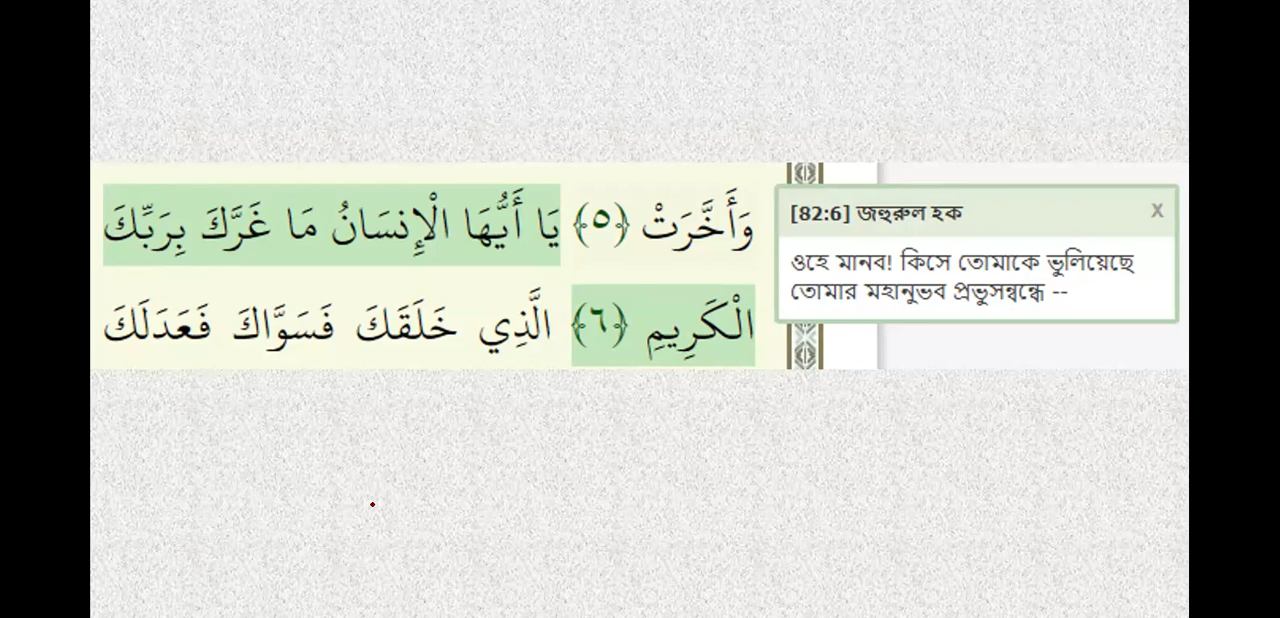 وَأَخَّرَتْ ﴿٥﴾ يَا أَيُّهَا الْإِنسَانُ مَا غَرَّكَ بِرَبِّكَ
الْكَرِيمِ ﴿٦﴾ الَّذِي خَلَقَكَ فَسَوَّاكَ فَعَدَلَكَ
[82:6] জহুরুল হক X
ওহে মানব! কিসে তোমাকে ভুলিয়েছে
তোমার মহানুভব প্রভুসন্বন্ধে --